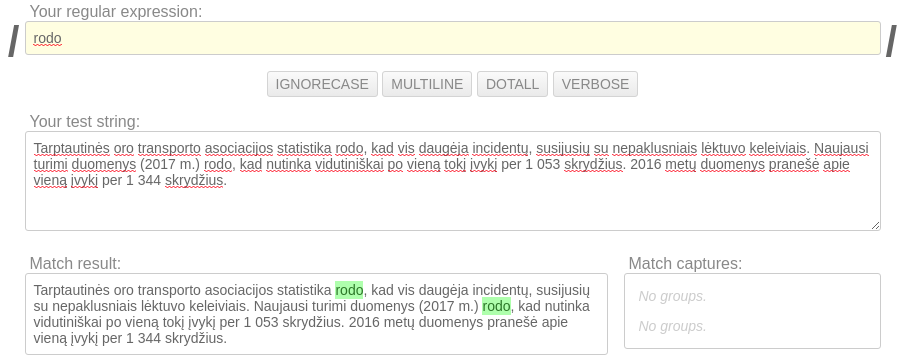 Your regular expression:
/ rodo /
IGNORECASE MULTILINE DOTALL VERBOSE
Your test string:
Tarptautinės oro transporto asociacijos statistika rodo, kad vis daugėja incidentų, susijusių su nepaklusniais lėktuvo keleiviais. Naujausi
turimi duomenys (2017 m.) rodo, kad nutinka vidutiniškai po vieną tokį įvykį per 1 053 skrydžius. 2016 metų duomenys pranešė apie
vieną įvykį per 1 344 skrydžius.
Match result:
Tarptautinės oro transporto asociacijos statistika rodo, kad vis daugėja incidentų, susijusių
su nepaklusniais lėktuvo keleiviais. Naujausi turimi duomenys (2017 m.) rodo, kad nutinka
vidutiniškai po vieną tokį įvykį per 1 053 skrydžius. 2016 metų duomenys pranešė apie
vieną įvykį per 1 344 skrydžius.
Match captures:
No groups.
No groups.